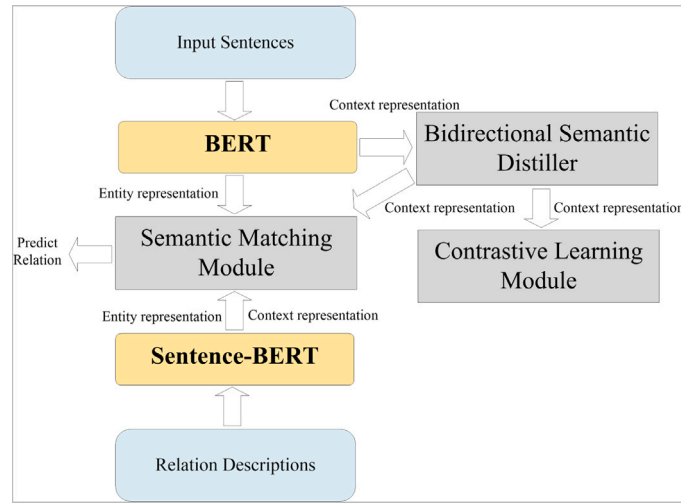 Input Sentences
Context representation
BERT
Bidirectional Semantic
Distiller
Entity representation
Context representation
Context representation
Predict
Relation
Semantic Matching
Module
Contrastive Learning
Module
Entity representation
Context representation
Sentence-BERT
Relation Descriptions